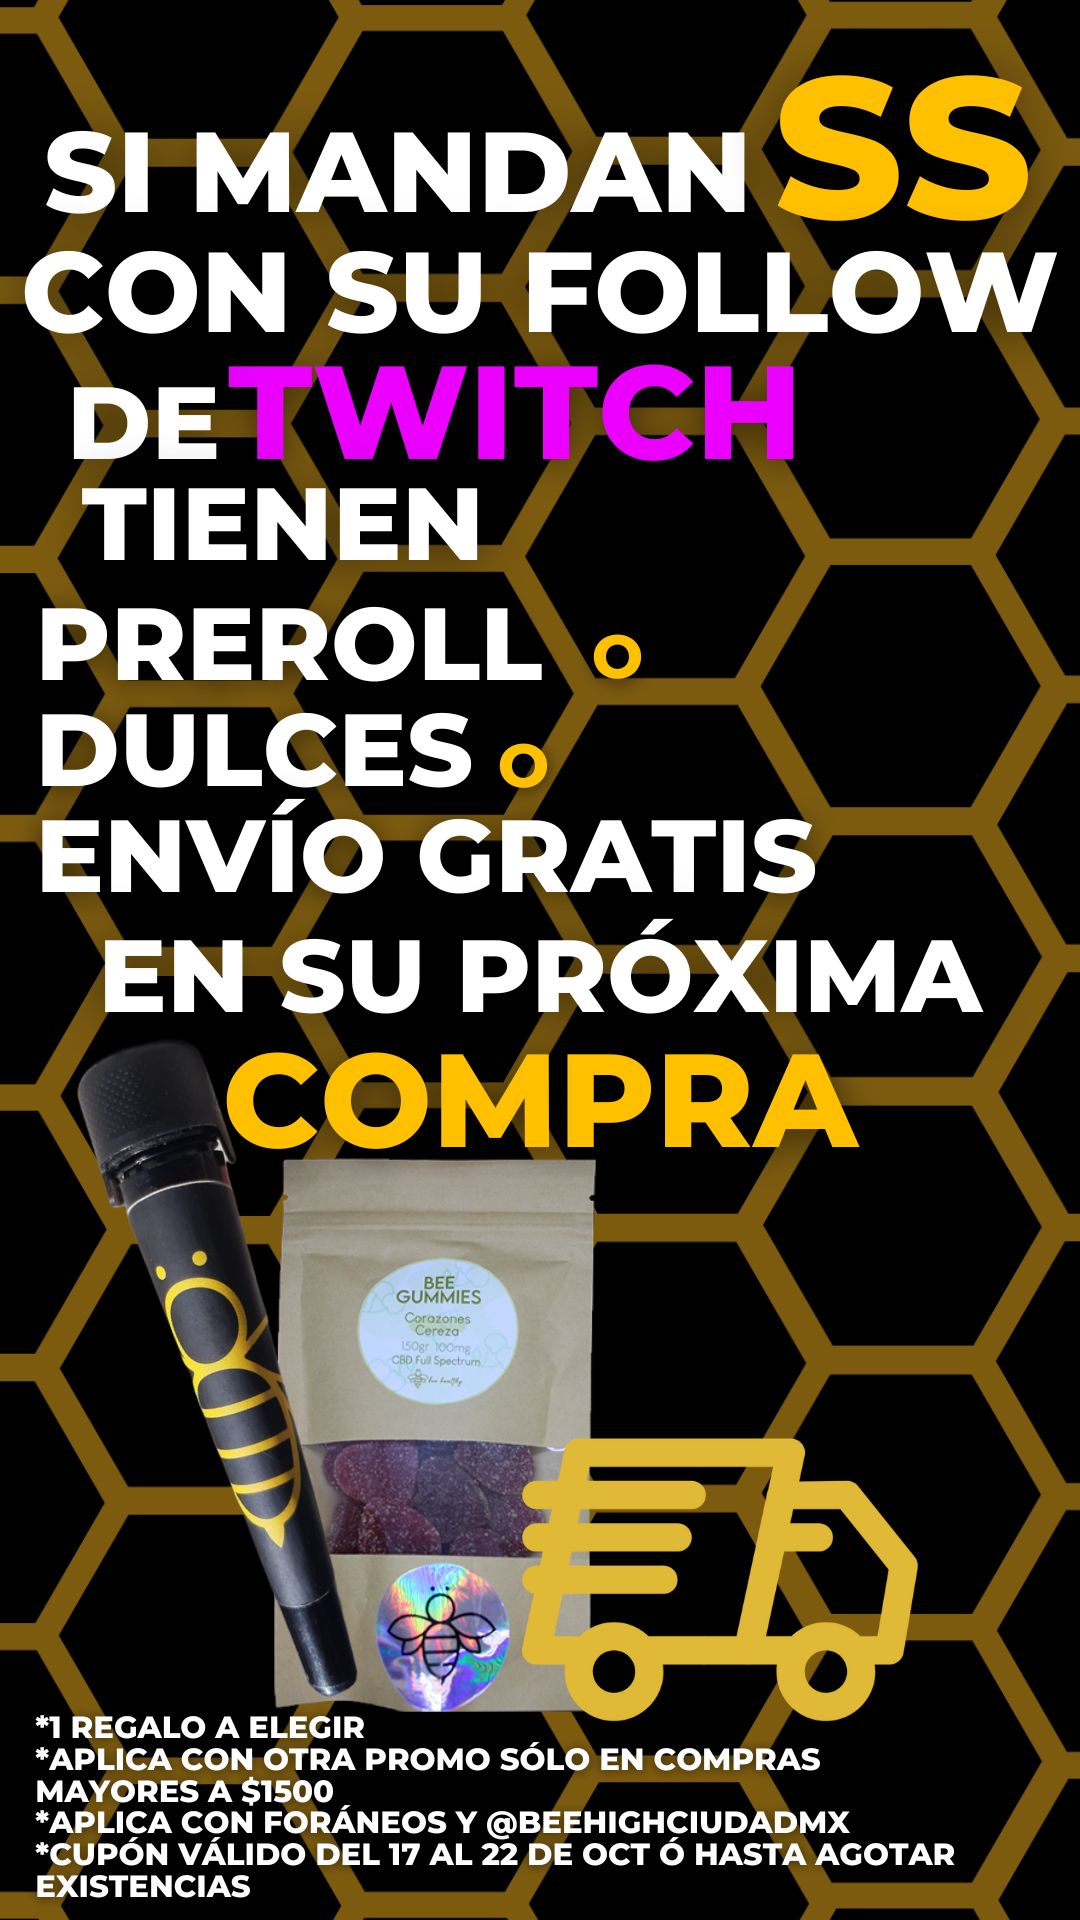 SI MANDAN SS
CON SU FOLLOW
DE TWITCH
TIENEN
PREROLL o
DULCES o
ENVÍO GRATIS
EN SU PRÓXIMA
COMPRA
BEE
GUMMIES
Corazones
Cereza
150gr 100mg
CBD Full Spectrum
bee healthy
*1 REGALO A ELEGIR
*APLICA CON OTRA PROMO SÓLO EN COMPRAS
MAYORES A $1500
*APLICA CON FORÁNEOS Y @BEEHIGHCIUDADMX
*CUPÓN VÁLIDO DEL 17 AL 22 DE OCT Ó HASTA AGOTAR
EXISTENCIAS